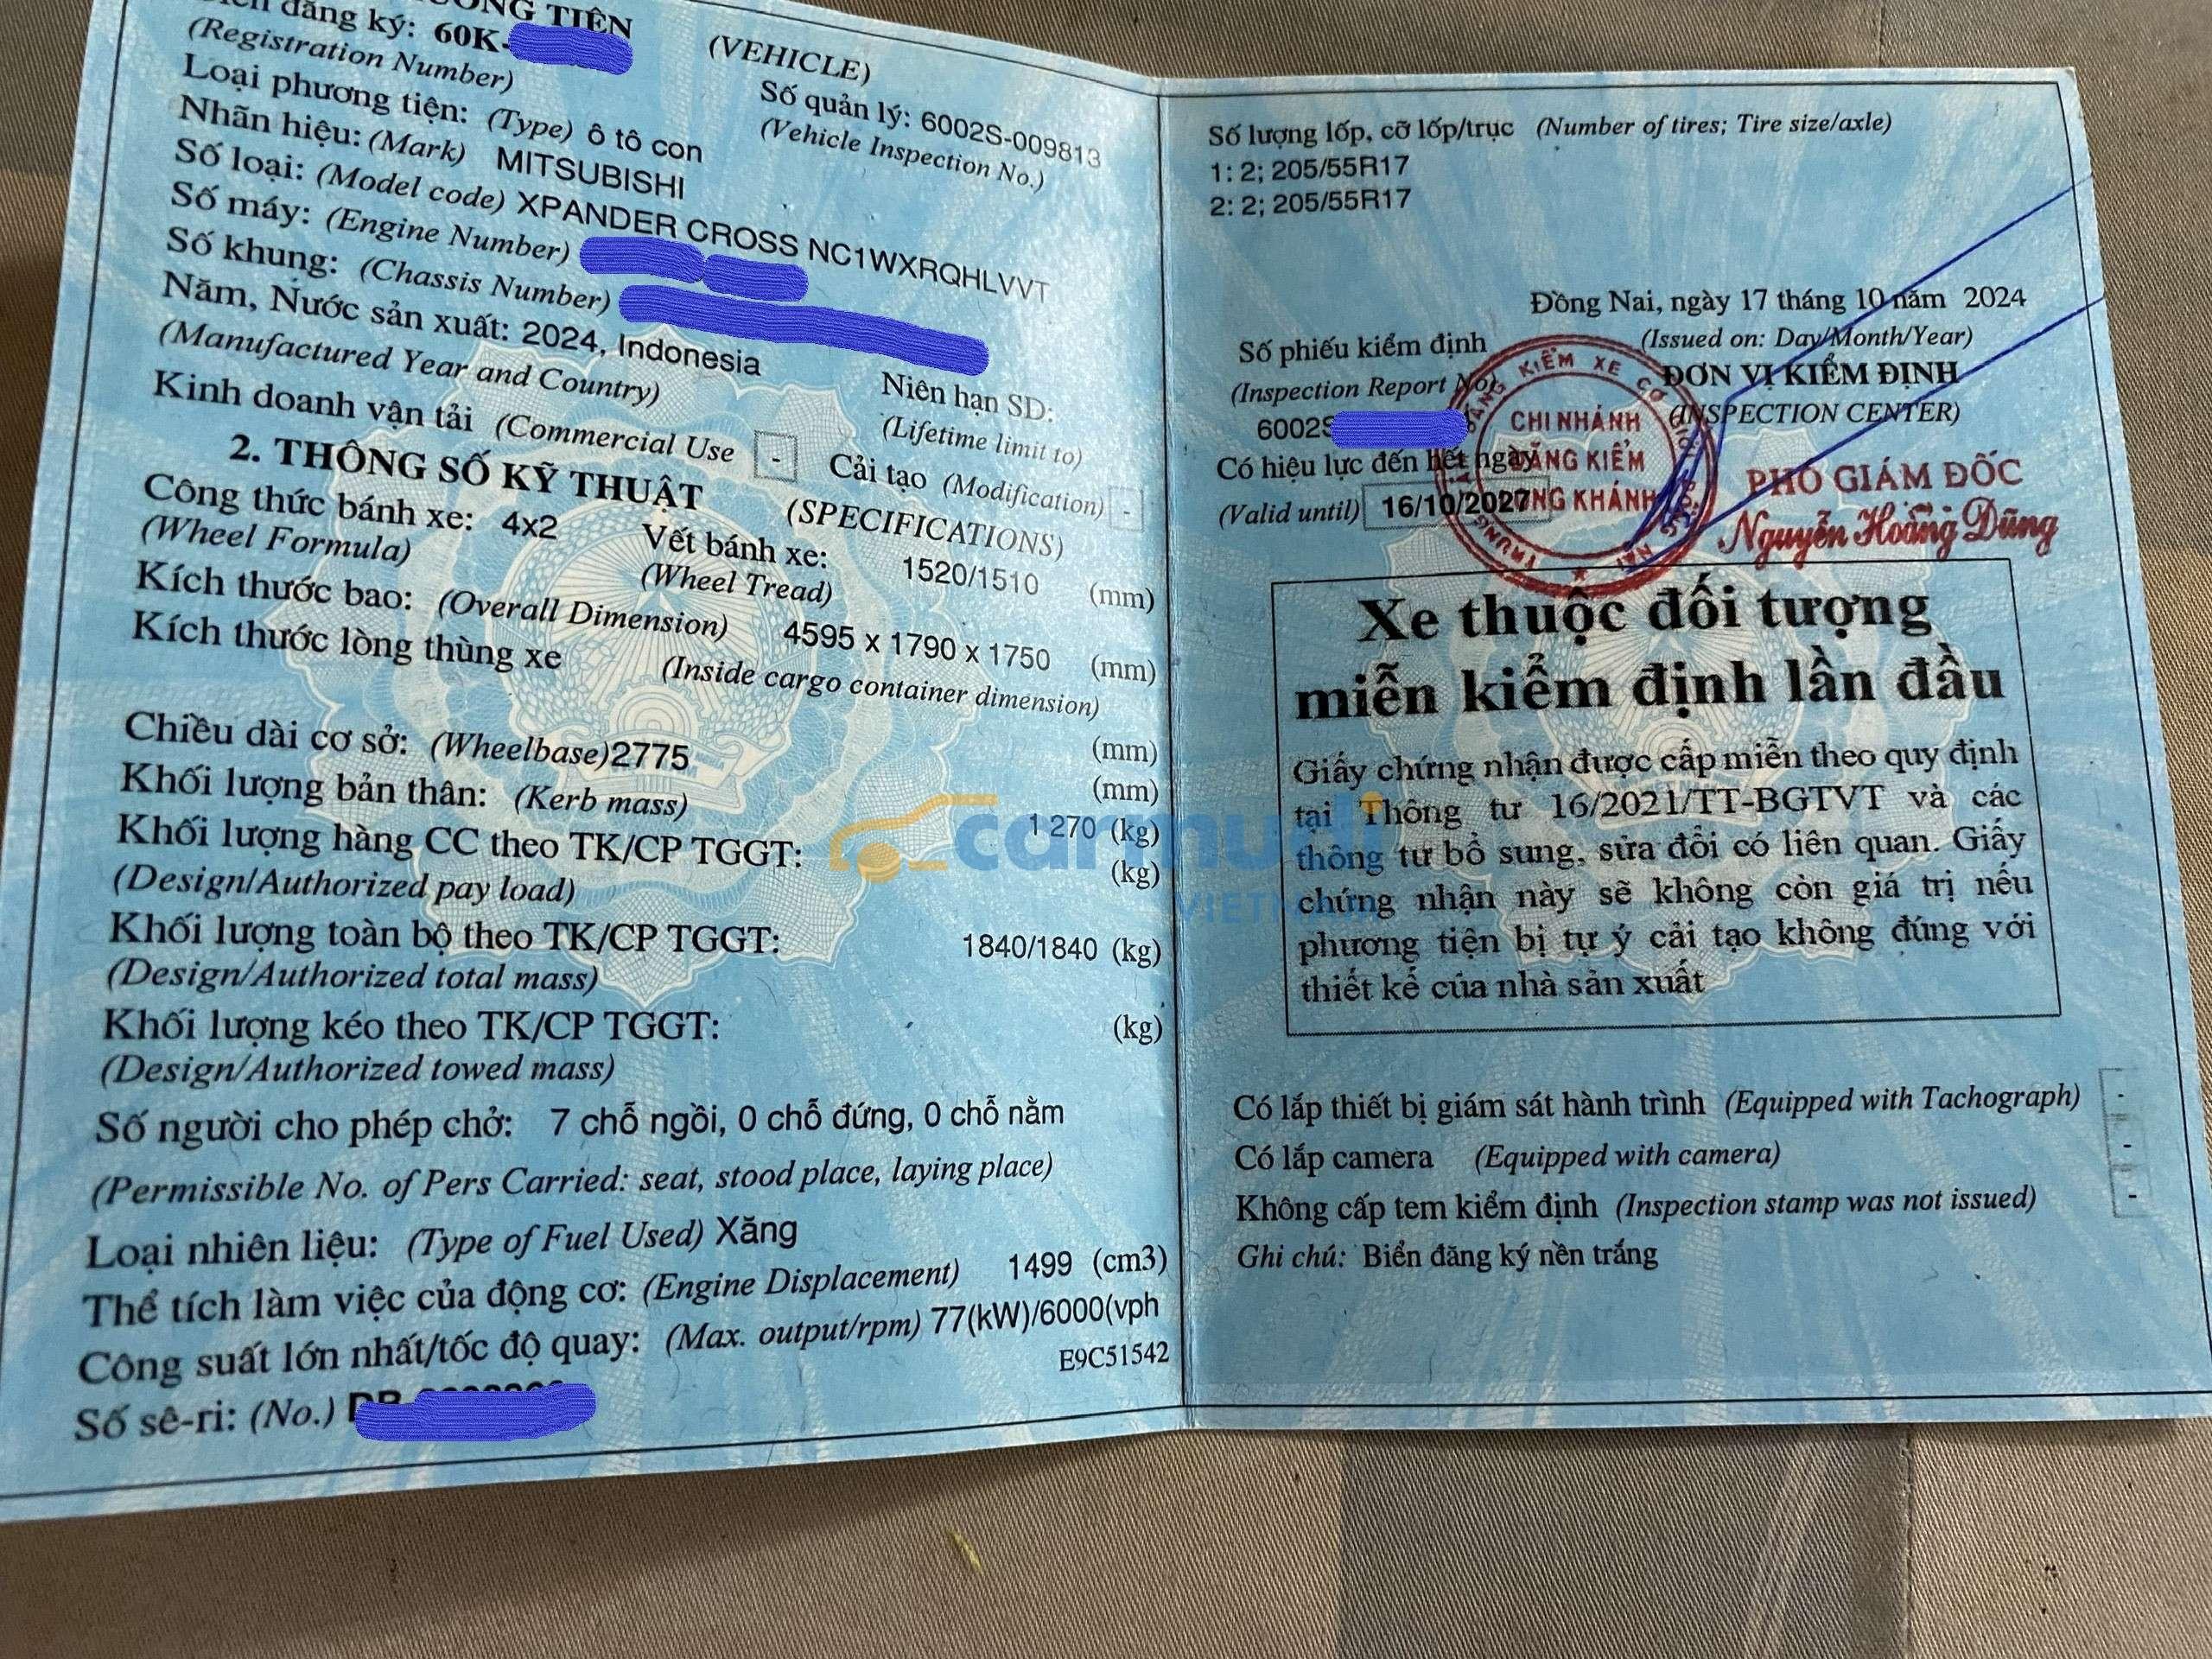 đăng ký: 60K-
(Registration Number)
(VEHICLE)
Loại phương tiện: (Type) ô tô con
Số quản lý: 6002S-009813
(Vehicle Inspection No.)
Nhãn hiệu: (Mark) MITSUBISHI
Số loại: (Model code) XPANDER CROSS NC1WXRQHLVVT
Số máy: (Engine Number)
Số khung: (Chassis Number)
Năm, Nước sản xuất: 2024, Indonesia
(Manufactured Year and Country)
Niên hạn SD:
(Lifetime limit to)
Kinh doanh vận tải (Commercial Use -
Cải tạo (Modification) -
2. THÔNG SỐ KỸ THUẬT (SPECIFICATIONS)
Công thức bánh xe: 4x2
(Wheel Formula)
Vết bánh xe: 1520/1510 (mm)
(Wheel Tread)
Kích thước bao: (Overall Dimension) 4595 x 1790 x 1750 (mm)
Kích thước lòng thùng xe (Inside cargo container dimension)
(mm)
Chiều dài cơ sở: (Wheelbase)2775 (mm)
Khối lượng bản thân: (Kerb mass) 1270 (kg)
Khối lượng hàng CC theo TK/CP TGGT: (kg)
(Design/Authorized pay load)
Khối lượng toàn bộ theo TK/CP TGGT: 1840/1840 (kg)
(Design/Authorized total mass)
Khối lượng kéo theo TK/CP TGGT: (kg)
(Design/Authorized towed mass)
Số người cho phép chở: 7 chỗ ngồi, 0 chỗ đứng, 0 chỗ nằm
(Permissible No. of Pers Carried: seat, stood place, laying place)
Loại nhiên liệu: (Type of Fuel Used) Xăng
Thể tích làm việc của động cơ: (Engine Displacement) 1499 (cm3)
Công suất lớn nhất/tốc độ quay: (Max. output/rpm) 77(kW)/6000(vph
E9C51542
Số sê-ri: (No.)
Số lượng lốp, cỡ lốp/trục (Number of tires; Tire size/axle)
1: 2; 205/55R17
2: 2; 205/55R17
Đồng Nai, ngày 17 tháng 10 năm 2024
(Issued on: Day/Month/Year)
Số phiếu kiểm định
(Inspection Report No)
6002S
ĐƠN VỊ KIỂM ĐỊNH
(INSPECTION CENTER)
Có hiệu lực đến hết ngày
(Valid until) 16/10/2027
CHI NHÁNH
ĐĂNG KIỂM
LONG KHÁNH
PHÓ GIÁM ĐỐC
Nguyễn Hoàng Dũng
Xe thuộc đối tượng
miễn kiểm định lần đầu
Giấy chứng nhận được cấp miễn theo quy định
tại Thông tư 16/2021/TT-BGTVT và các
thông tư bổ sung, sửa đổi có liên quan. Giấy
chứng nhận này sẽ không còn giá trị nếu
phương tiện bị tự ý cải tạo không đúng với
thiết kế của nhà sản xuất
Có lắp thiết bị giám sát hành trình (Equipped with Tachograph) -
Có lắp camera (Equipped with camera) -
Không cấp tem kiểm định (Inspection stamp was not issued) -
Ghi chú: Biển đăng ký nền trắng
carmudi
VIETNAM